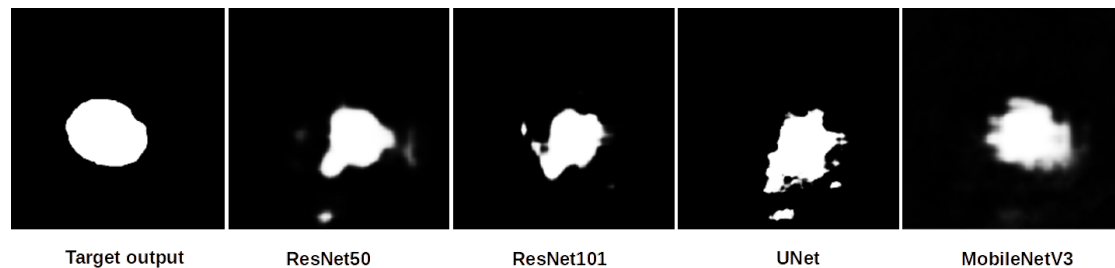 Target output
ResNet50
ResNet101
UNet
MobileNetV3